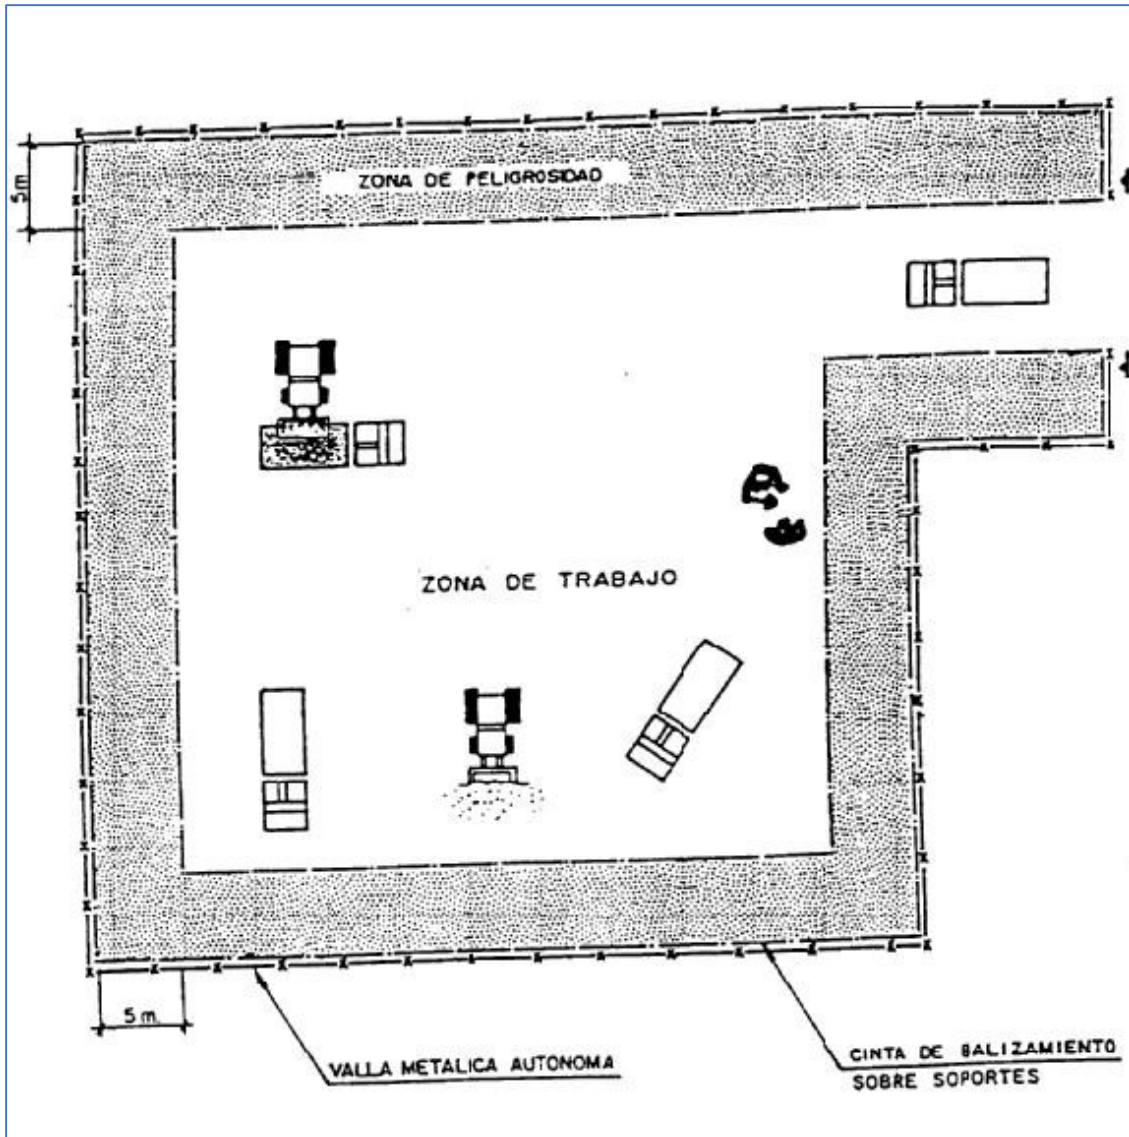 5m
ZONA DE PELIGROSIDAD
ZONA DE TRABAJO
5 m.
VALLA METALICA AUTONOMA
CINTA DE BALIZAMIENTO
SOBRE SOPORTES